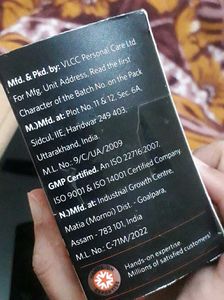 Mfd. & Pkd. by: VLCC Personal Care Ltd.
For Mfg. Unit Address, Read the first
Character of the Batch No. on the Pack
M.)Mfd. at: Plot No. 11 & 12, Sec. 6A,
Sidcul, IIE, Haridwar 249 403,
Uttarakhand, India.
M.L. No.: 9/C/UA/2009
GMP Certified. An ISO 22716:2007,
ISO 9001 & ISO 14001 Certified Company
N.)Mfd. at: Industrial Growth Centre,
Matia (Mornoi) Dist. - Goalpara,
Assam - 783 101, India
M.L No.: C-71M/2022
Hands-on expertise
Millions of satisfied customers!